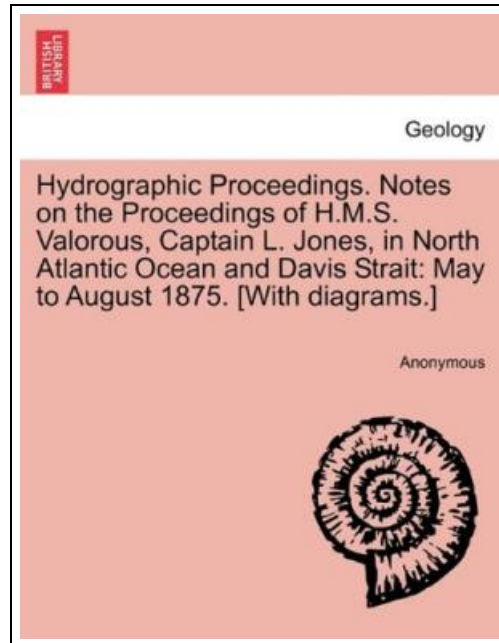 BRITISH
LIBRARY
Geology
Hydrographic Proceedings. Notes
on the Proceedings of H.M.S.
Valorous, Captain L. Jones, in North
Atlantic Ocean and Davis Strait: May
to August 1875. [With diagrams.]
Anonymous